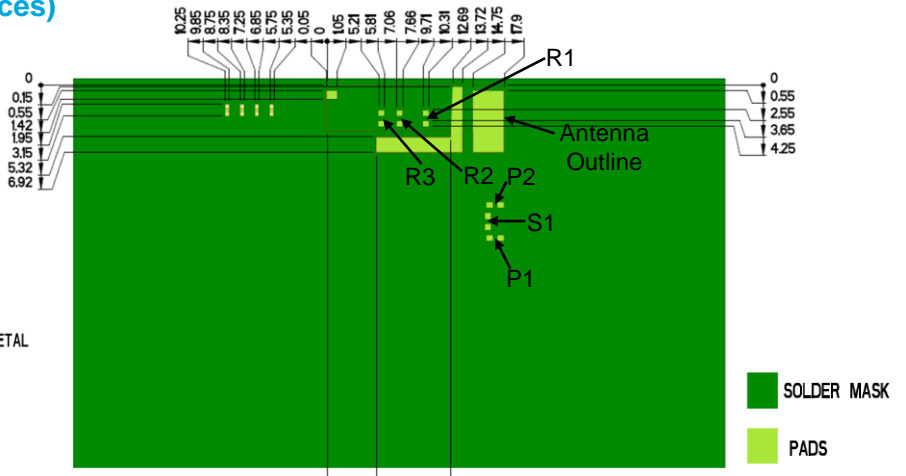 ces)
10.25
9.85
8.75
8.35
7.25
6.85
5.75
5.35
0.05
0
1.05
5.21
5.81
7.06
7.66
9.71
10.31
12.69
13.72
14.75
17.9
R1
0
0.15
0.55
1.42
1.95
3.15
5.32
6.92
0
0.55
2.55
3.65
4.25
Antenna
Outline
R3
R2
P2
S1
P1
ETAL
SOLDER MASK
PADS